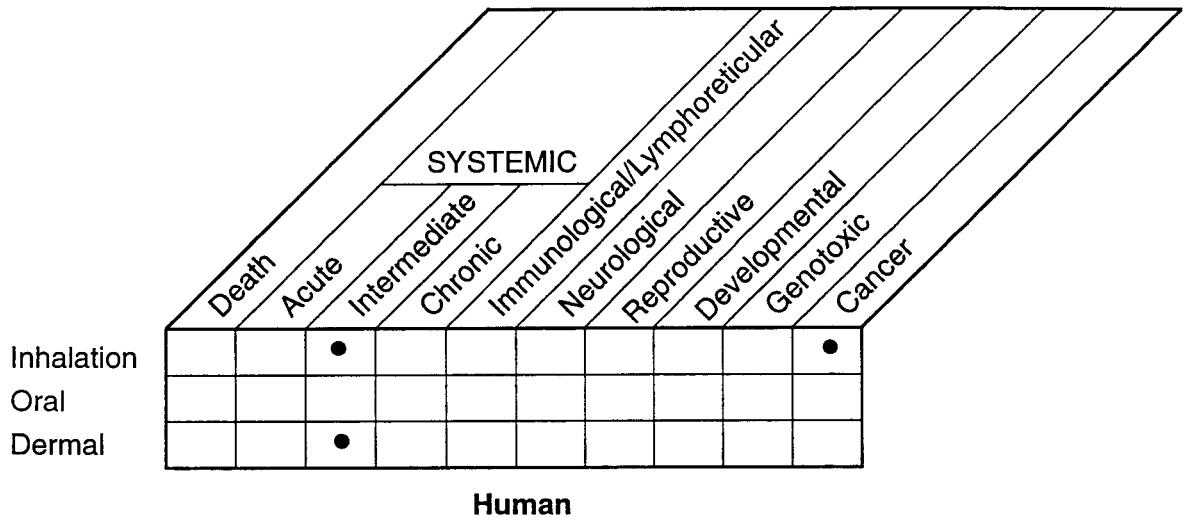 SYSTEMIC
Death
Acute
Intermediate
Chronic
Immunological/Lymphoreticular
Neurological
Reproductive
Developmental
Genotoxic
Cancer
Inhalation
Oral
Dermal
Human